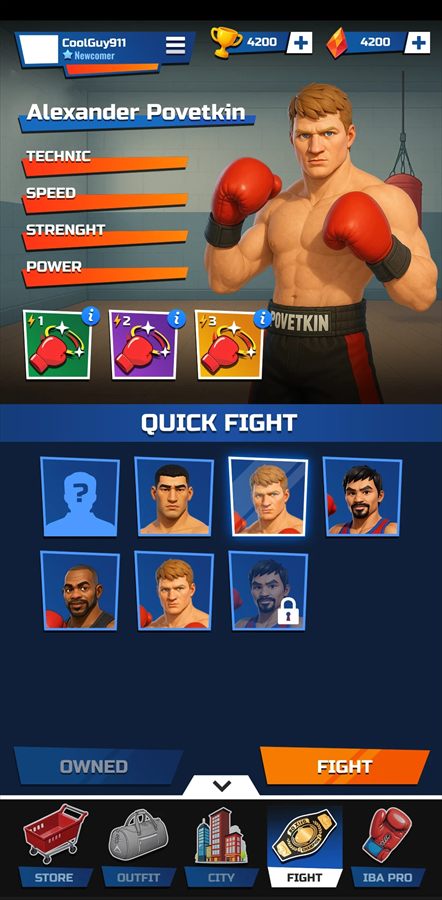 CoolGuy911
Newcomer
4200
4200
Alexander Povetkin
TECHNIC
SPEED
STRENGHT
POWER
1
2
3
POVETKIN
QUICK FIGHT
?
OWNED
FIGHT
STORE
OUTFIT
CITY
FIGHT
IBA PRO